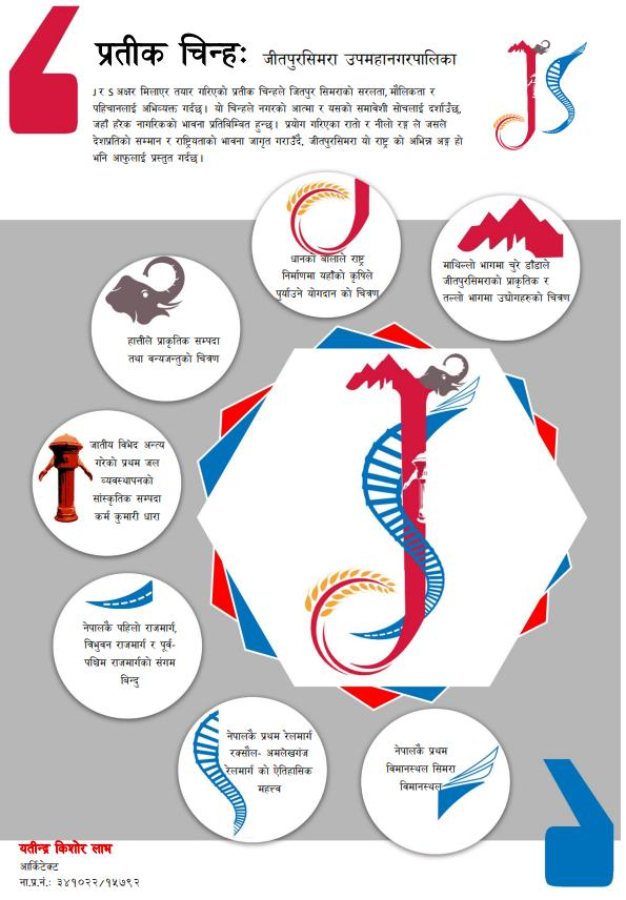 प्रतीक चिन्हः जीतपुरसिमरा उपमहानगरपालिका
J र S अक्षर मिलाएर तयार गरिएको प्रतीक चिन्हले जितपुर सिमराको सरलता, मौलिकता र
पहिचानलाई अभिव्यक्त गर्दछ। यो चिन्हले नगरको आत्मा र यसको समावेशी सोचलाई दर्शाउँछ,
जहाँ हरेक नागरिकको भावना प्रतिबिम्बित हुन्छ। प्रयोग गरिएका रातो र नीलो रङ्ग ले जसले
देशप्रतिको सम्मान र राष्ट्रियताको भावना जागृत गराउँदै, जीतपुरसिमरा यो राष्ट्र को अभिन्न अङ्ग हो
भनि आफुलाई प्रस्तुत गर्दछ।
धानको बालाले राष्ट्र
निर्माणमा यहाँको कृषिले
पुर्याउने योगदान को चित्रण
माथिल्लो भागमा चुरे डाँडाले
जीतपुरसिमराको प्राकृतिक र
तल्लो भागमा उद्योगहरुको चित्रण
हात्तीले प्राकृतिक सम्पदा
तथा वन्यजन्तुको चित्रण
जातीय विभेद अन्त्य
गरेको प्रथम जल
व्यवस्थापनको
सांस्कृतिक सम्पदा
कर्म कुमारी धारा
नेपालकै पहिलो राजमार्ग,
त्रिभुवन राजमार्ग र पूर्व-
पश्चिम राजमार्गको संगम
बिन्दु
नेपालकै प्रथम रेलमार्ग
रक्सौल- अमलेखगंज
रेलमार्ग को ऐतिहासिक
महत्त्व
नेपालकै प्रथम
विमानस्थल सिमरा
विमानस्थल
यतीन्द्र किशोर लाभ
आर्किटेक्ट
ना.प्र.नं.: ३४१०२२/१५७९२